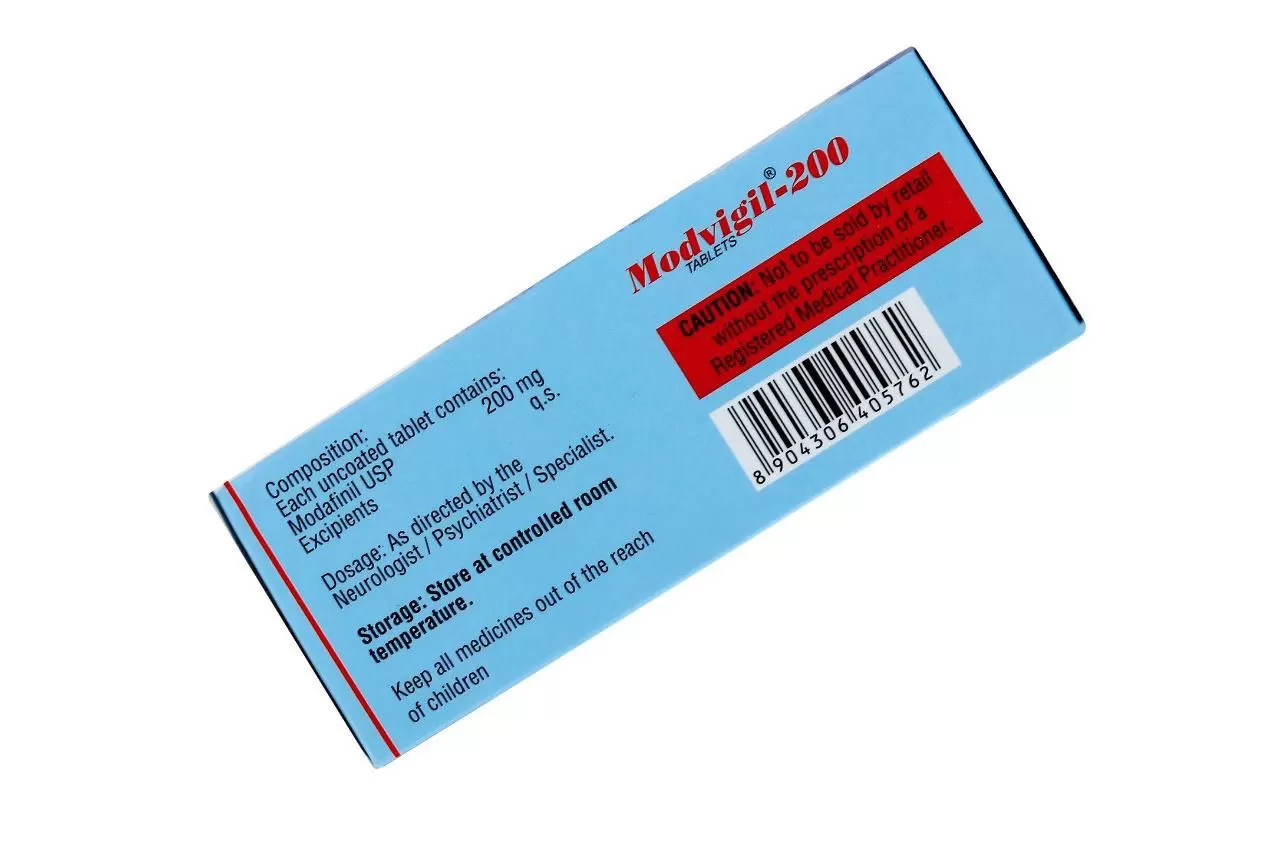 Modvigil®-200
TABLETS
CAUTION: Not to be sold by retail
without the prescription of a
Registered Medical Practitioner.
8 904306 405762
Composition:
Each uncoated tablet contains:
Modafinil USP 200 mg
Excipients q.s.
Dosage: As directed by the
Neurologist / Psychiatrist / Specialist.
Storage: Store at controlled room
temperature.
Keep all medicines out of the reach
of children